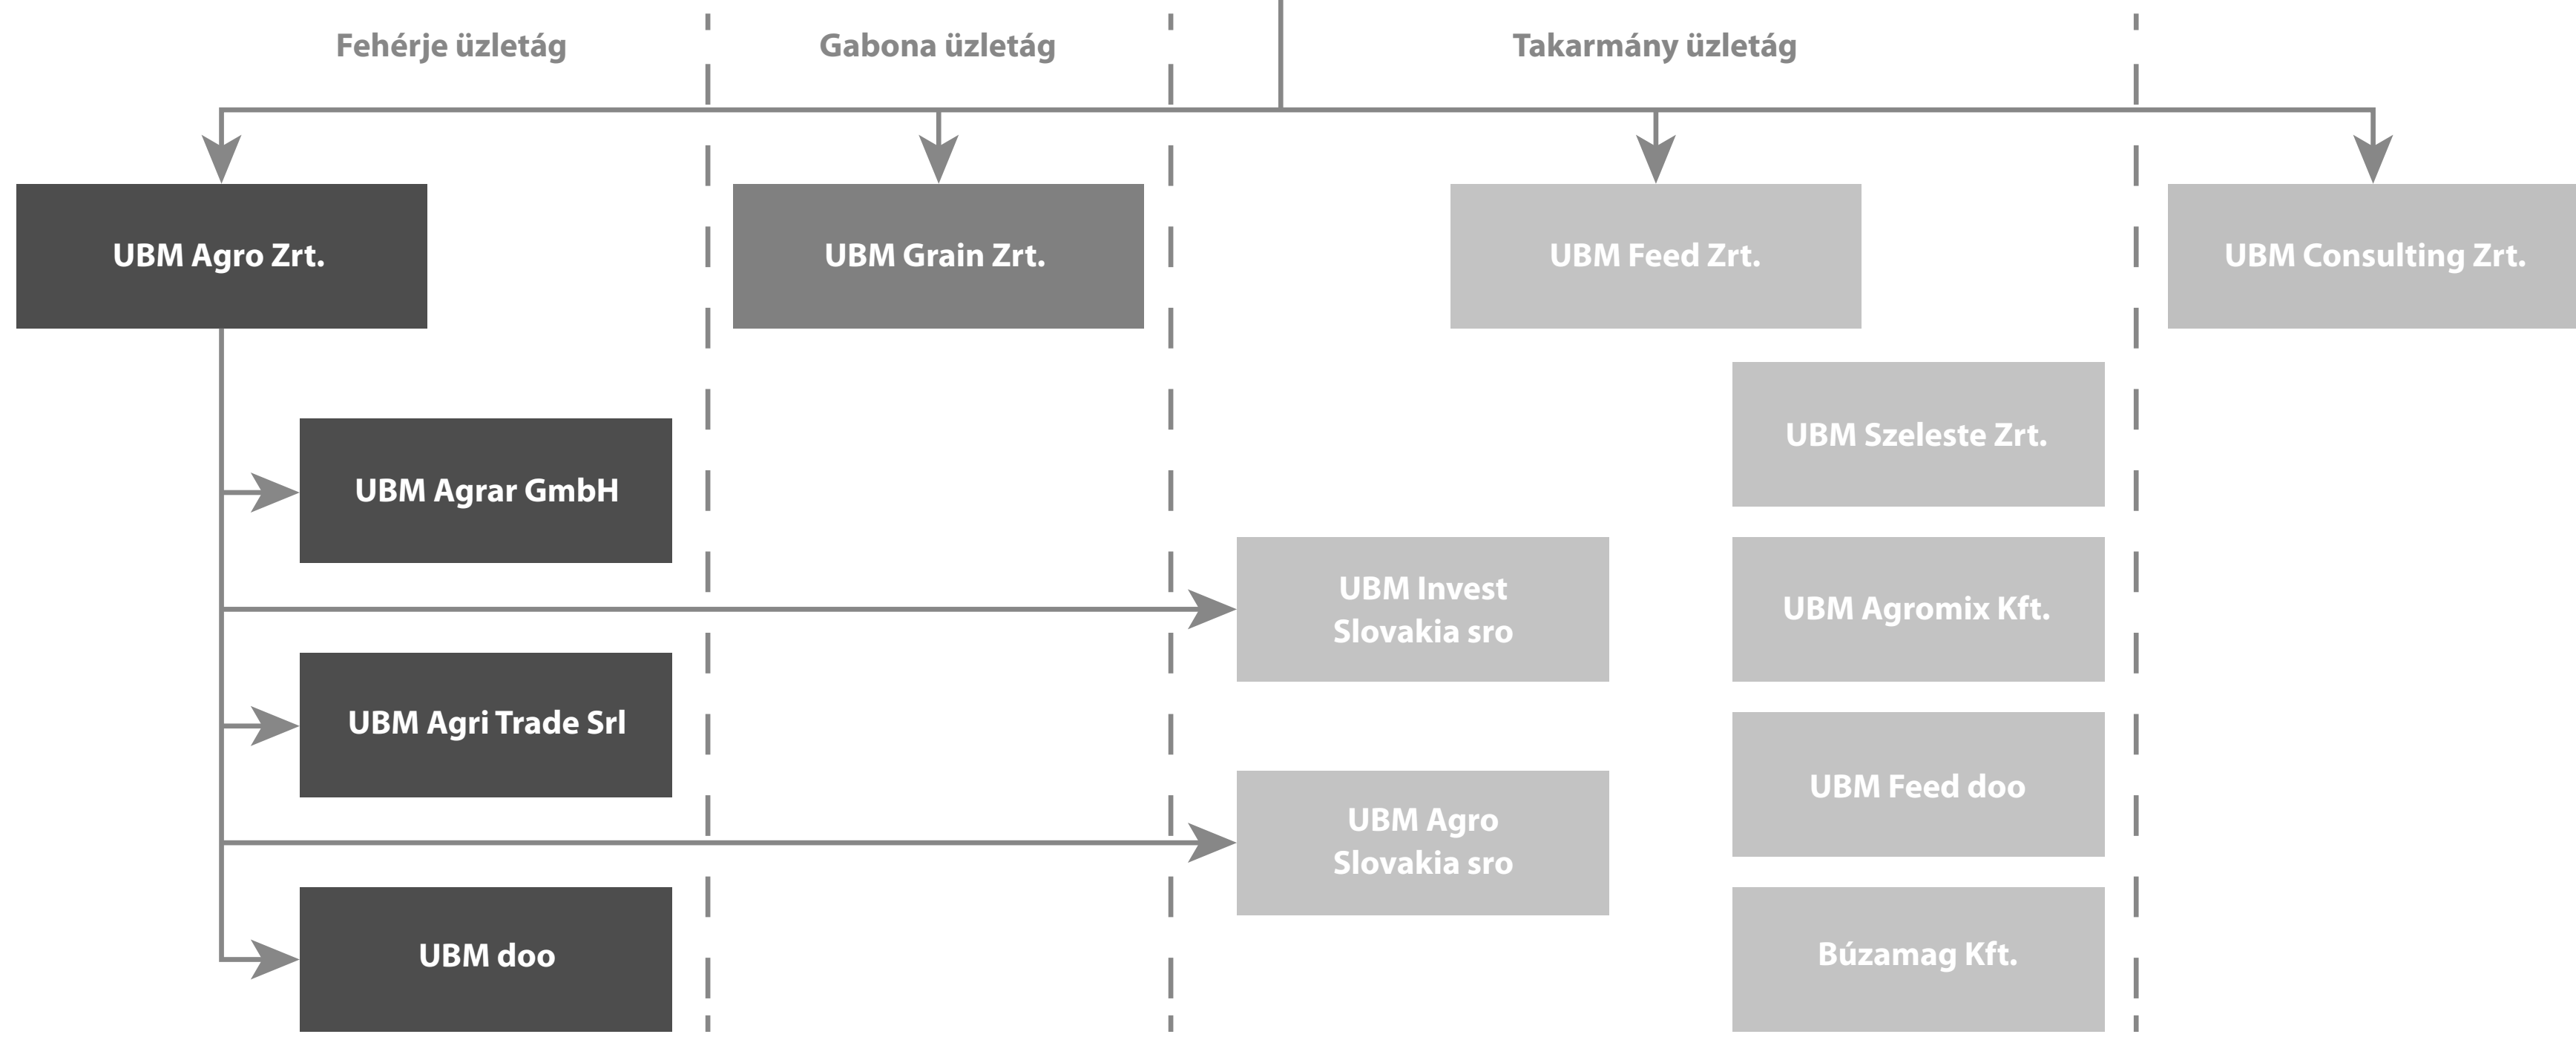 Fehérje üzletág
Gabona üzletág
Takarmány üzletág
UBM Agro Zrt.
UBM Grain Zrt.
UBM Feed Zrt.
UBM Consulting Zrt.
UBM Agrar GmbH
UBM Agri Trade Srl
UBM doo
UBM Invest
Slovakia sro
UBM Agro
Slovakia sro
UBM Szeleste Zrt.
UBM Agromix Kft.
UBM Feed doo
Búzamag Kft.